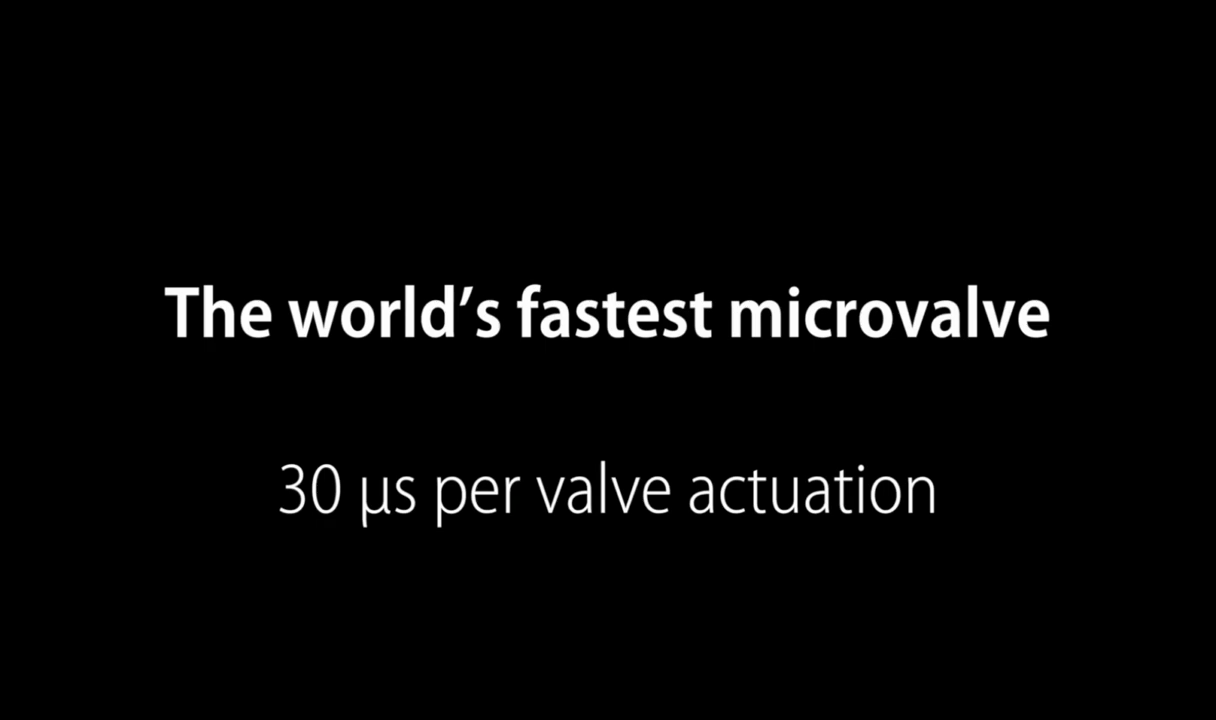 The world’s fastest microvalve
30 µs per valve actuation